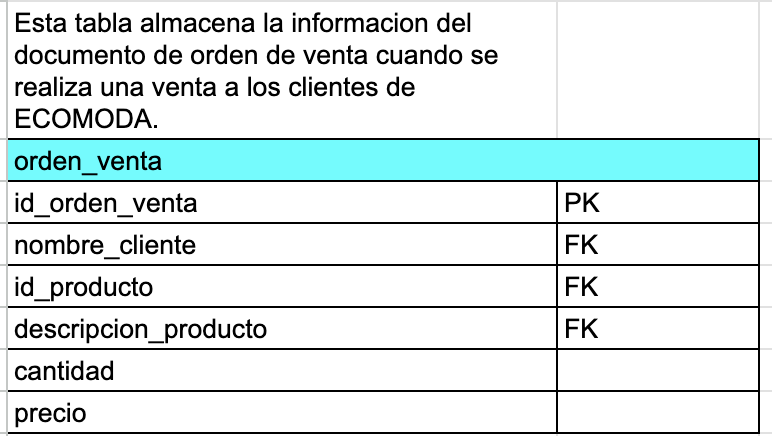 Esta tabla almacena la informacion del
documento de orden de venta cuando se
realiza una venta a los clientes de
ECOMODA.
orden_venta
id_orden_venta PK
nombre_cliente FK
id_producto FK
descripcion_producto FK
cantidad
precio